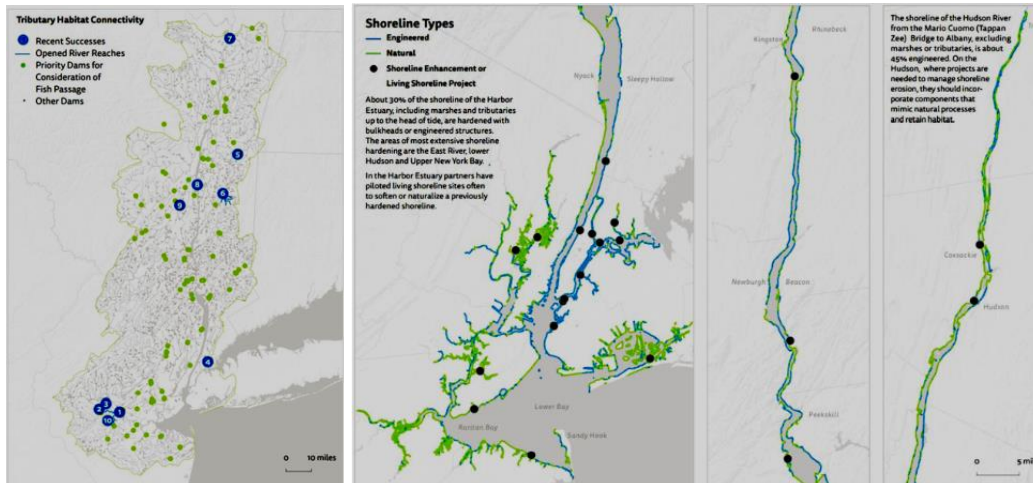 Tributary Habitat Connectivity
Recent Successes
Opened River Reaches
Priority Dams for
Consideration of
Fish Passage
Other Dams
7
5
8
6
9
4
3
2
1
10
0 10 miles
Shoreline Types
Engineered
Natural
Shoreline Enhancement or
Living Shoreline Project
About 30% of the shoreline of the Harbor
Estuary, including marshes and tributaries
up to the head of tide, are hardened with
bulkheads or engineered structures.
The areas of most extensive shoreline
hardening are the East River, lower
Hudson and Upper New York Bay.
In the Harbor Estuary partners have
piloted living shoreline sites often
to soften or naturalize a previously
hardened shoreline.
Nyack
Sleepy Hollow
Lower Bay
Raritan Bay
Sandy Hook
Kingston
Rhinebeck
Newburgh
Beacon
Peekskill
The shoreline of the Hudson River
from the Mario Cuomo (Tappan
Zee) Bridge to Albany, excluding
marshes or tributaries, is about
45% engineered. On the
Hudson, where projects are
needed to manage shoreline
erosion, they should incor-
porate components that
mimic natural processes
and retain habitat.
Coxsackie
Hudson
0 5 mi